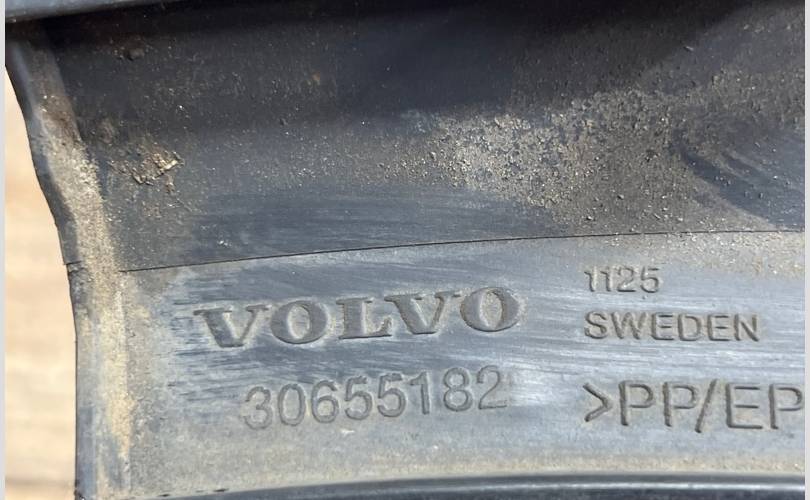 VOLVO
30655182
1125
SWEDEN
>PP/EP